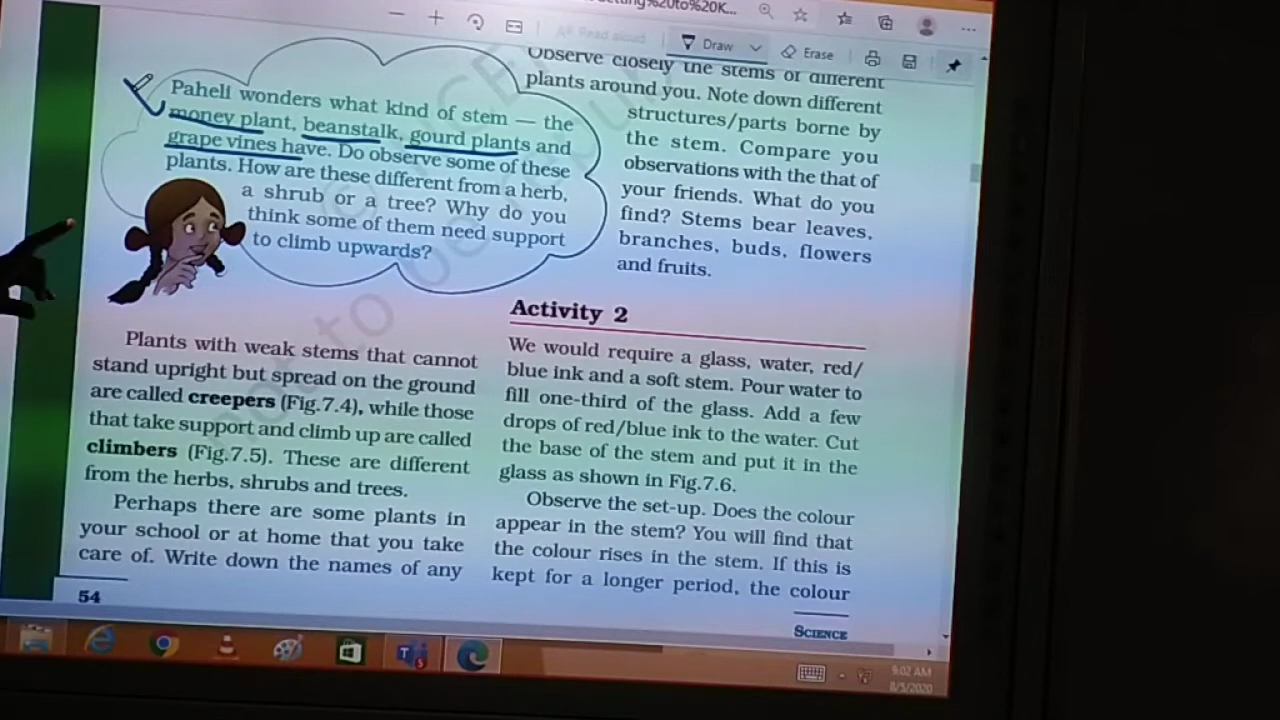 Read aloud
Draw
Erase
Paheli wonders what kind of stem — the
money plant, beanstalk, gourd plants and
grape vines have. Do observe some of these
plants. How are these different from a herb,
a shrub or a tree? Why do you
think some of them need support
to climb upwards?
Plants with weak stems that cannot
stand upright but spread on the ground
are called creepers (Fig.7.4), while those
that take support and climb up are called
climbers (Fig.7.5). These are different
from the herbs, shrubs and trees.
Perhaps there are some plants in
your school or at home that you take
care of. Write down the names of any
54
Observe closely the stems of different
plants around you. Note down different
structures/parts borne by
the stem. Compare you
observations with the that of
your friends. What do you
find? Stems bear leaves,
branches, buds, flowers
and fruits.
Activity 2
We would require a glass, water, red/
blue ink and a soft stem. Pour water to
fill one-third of the glass. Add a few
drops of red/blue ink to the water. Cut
the base of the stem and put it in the
glass as shown in Fig.7.6.
Observe the set-up. Does the colour
appear in the stem? You will find that
the colour rises in the stem. If this is
kept for a longer period, the colour
SCIENCE
9:02 AM
8/5/2020